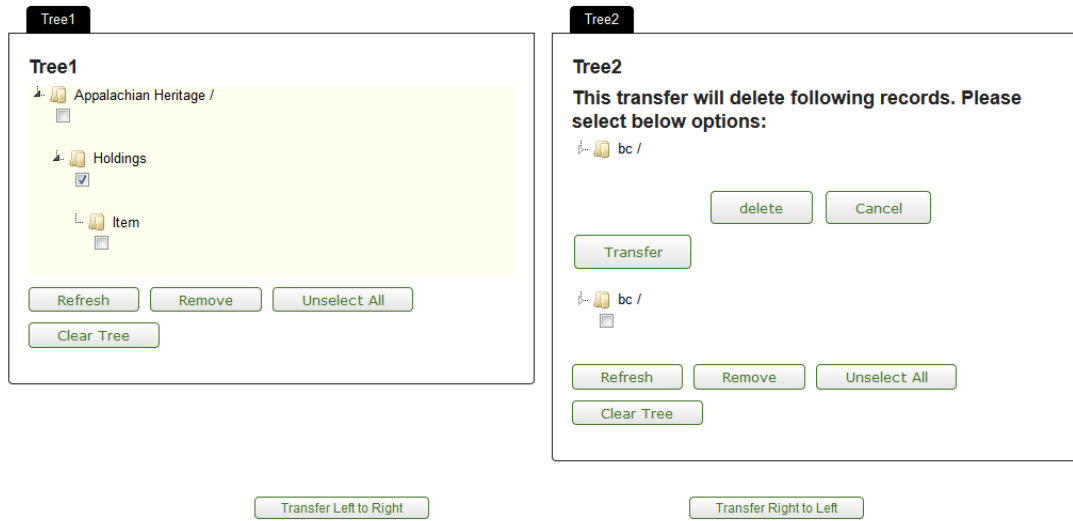 Tree1
Tree1
Appalachian Heritage /
Holdings
Item
Refresh Remove Unselect All
Clear Tree
Tree2
Tree2
This transfer will delete following records. Please
select below options:
bc /
delete Cancel
Transfer
bc /
Refresh Remove Unselect All
Clear Tree
Transfer Left to Right Transfer Right to Left